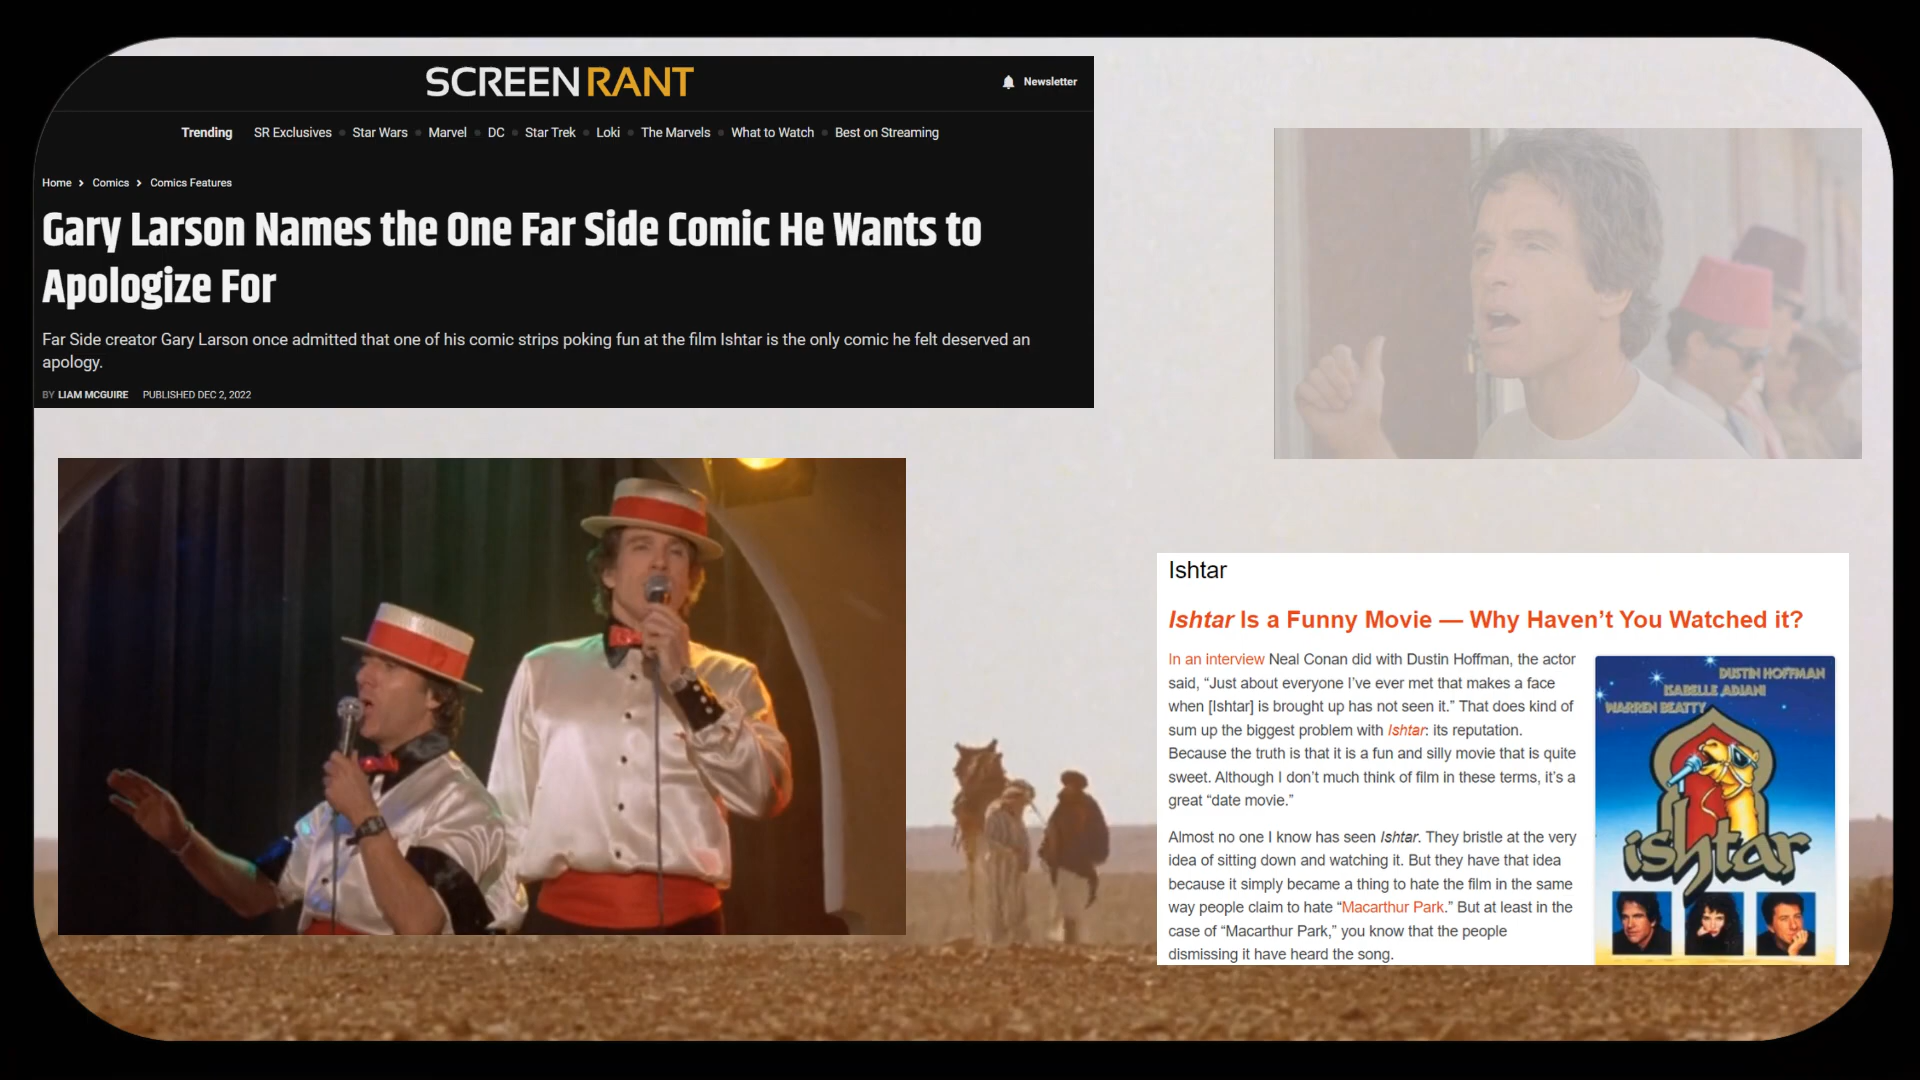 SCREENRANT
Newsletter
Trending SR Exclusives Star Wars Marvel DC Star Trek Loki The Marvels What to Watch Best on Streaming
Home > Comics > Comics Features
Gary Larson Names the One Far Side Comic He Wants to
Apologize For
Far Side creator Gary Larson once admitted that one of his comic strips poking fun at the film Ishtar is the only comic he felt deserved an
apology.
BY LIAM MCGUIRE PUBLISHED DEC 2, 2022
Ishtar
Ishtar Is a Funny Movie — Why Haven’t You Watched it?
In an interview Neal Conan did with Dustin Hoffman, the actor
said, “Just about everyone I’ve ever met that makes a face
when [Ishtar] is brought up has not seen it.” That does kind of
sum up the biggest problem with Ishtar: its reputation.
Because the truth is that it is a fun and silly movie that is quite
sweet. Although I don’t much think of film in these terms, it’s a
great “date movie.”
Almost no one I know has seen Ishtar. They bristle at the very
idea of sitting down and watching it. But they have that idea
because it simply became a thing to hate the film in the same
way people claim to hate “Macarthur Park.” But at least in the
case of “Macarthur Park,” you know that the people
dismissing it have heard the song.
DUSTIN HOFFMAN
ISABELLE ADJANI
WARREN BEATTY
ishtar